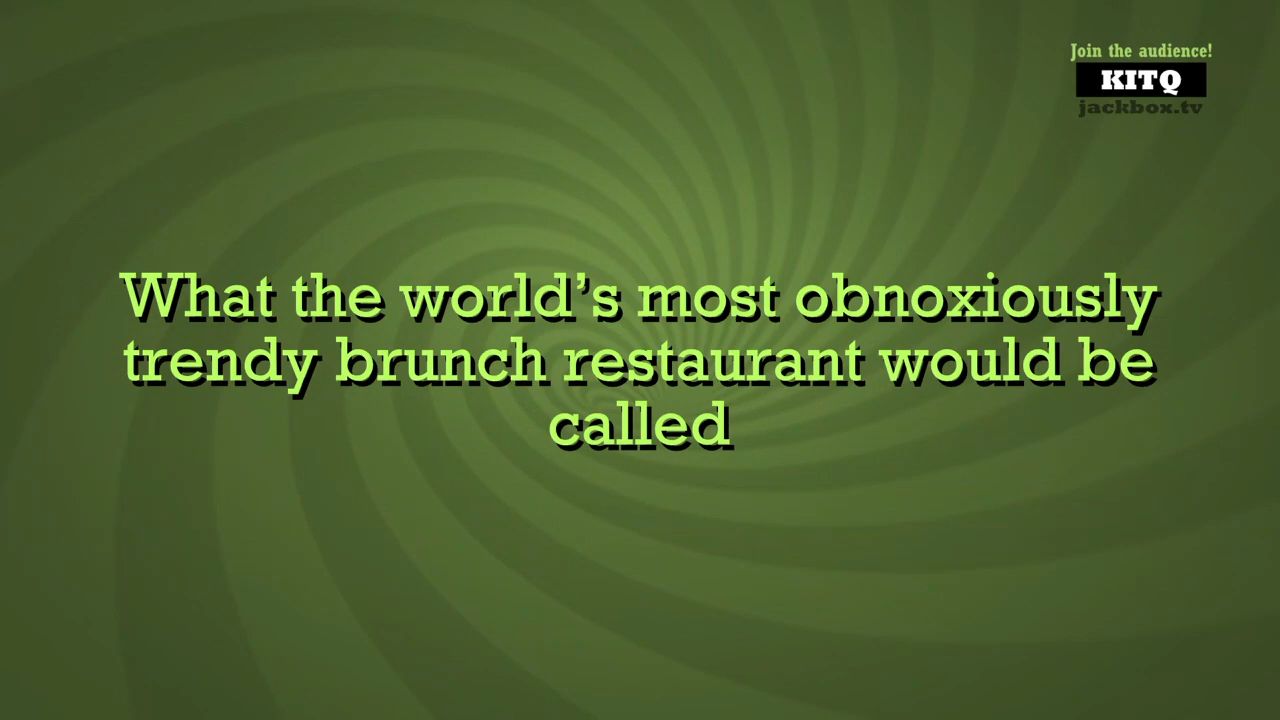 Join the audience!
KITQ
jackbox.tv
What the world’s most obnoxiously
trendy brunch restaurant would be
called